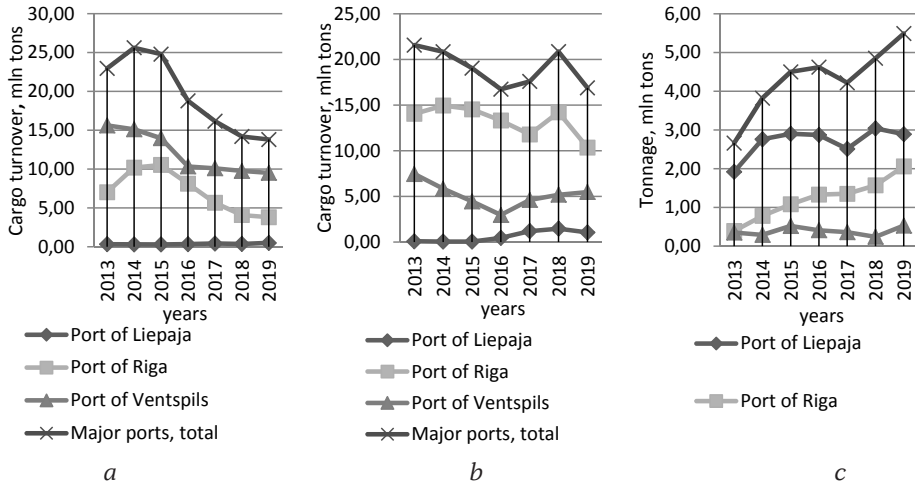 Cargo turnover, mln tons
30,00
25,00
20,00
15,00
10,00
5,00
0,00
2013
2014
2015
2016
2017
2018
2019
years
Port of Liepaja
Port of Riga
Port of Ventspils
Major ports, total
a
Cargo turnover, mln tons
25,00
20,00
15,00
10,00
5,00
0,00
2013
2014
2015
2016
2017
2018
2019
years
Port of Liepaja
Port of Riga
Port of Ventspils
Major ports, total
b
Tonnage, mln tons
6,00
5,00
4,00
3,00
2,00
1,00
0,00
2013
2014
2015
2016
2017
2018
2019
years
Port of Liepaja
Port of Riga
c